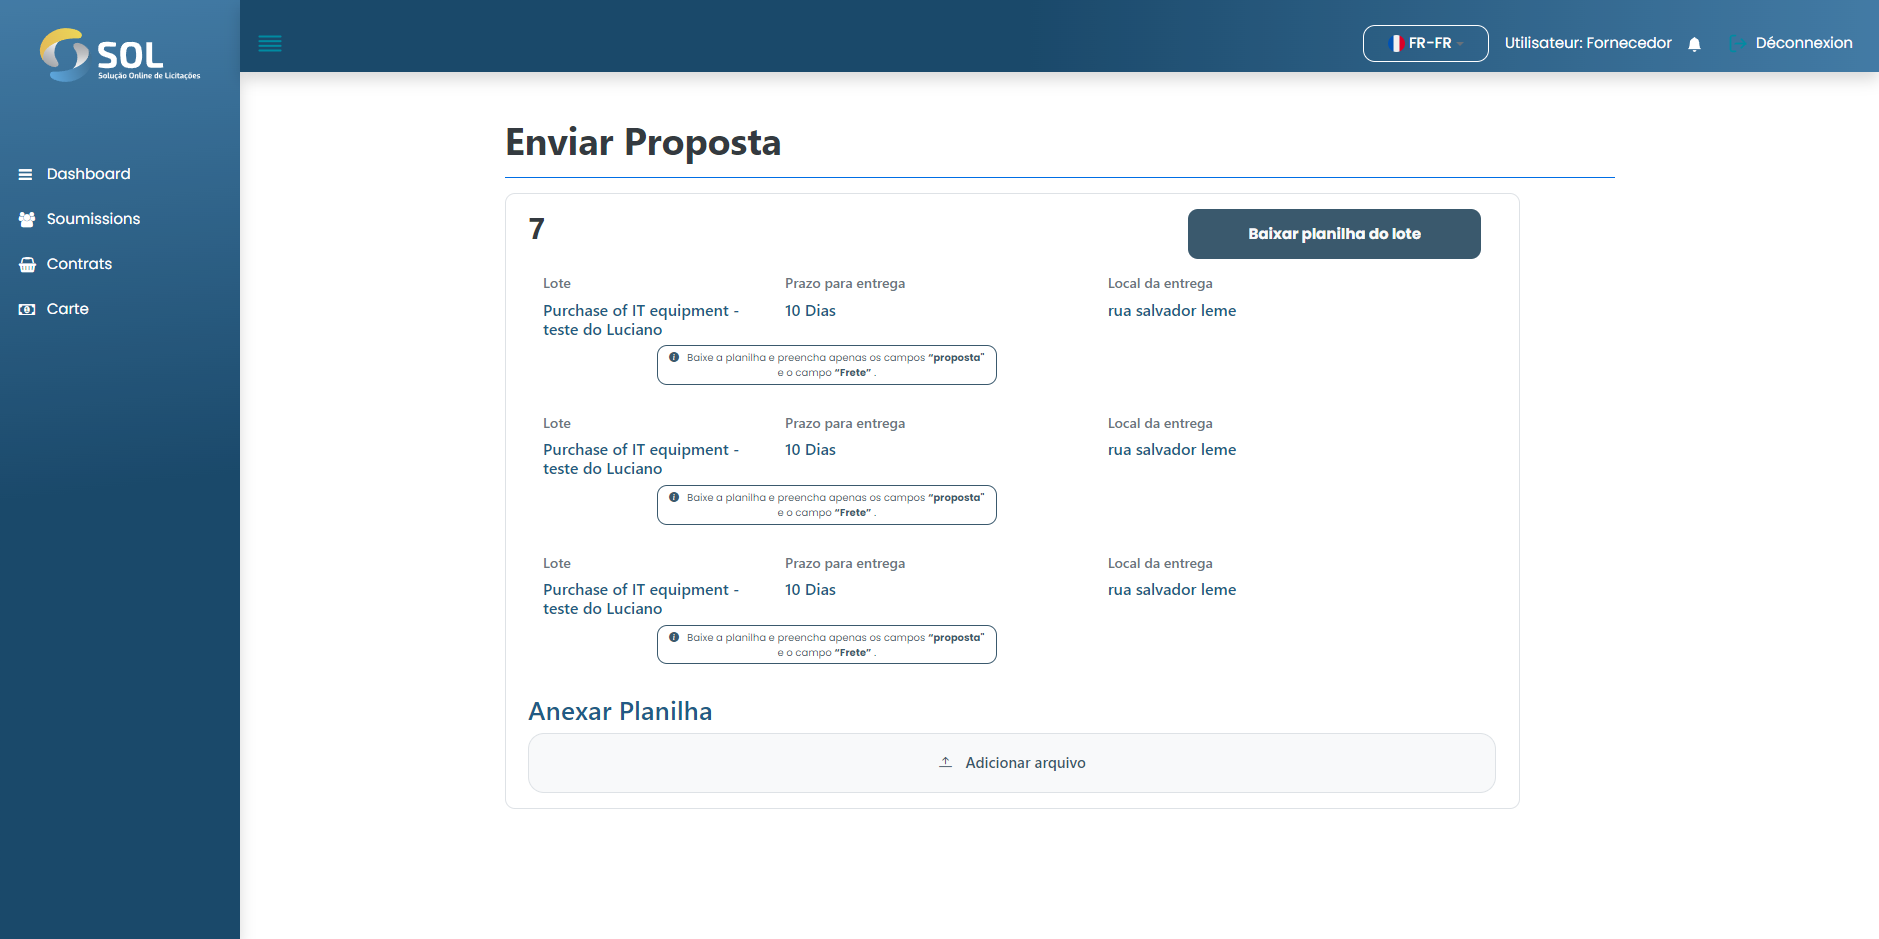 SOL
Solução Online de Licitações
FR-FR
Utilisateur: Fornecedor
Déconnexion
Dashboard
Soumissions
Contrats
Carte
Enviar Proposta
7
Baixar planilha do lote
Lote
Prazo para entrega
Local da entrega
Purchase of IT equipment -
teste do Luciano
10 Dias
rua salvador leme
Baixe a planilha e preencha apenas os campos “proposta"
e o campo “Frete” .
Lote
Prazo para entrega
Local da entrega
Purchase of IT equipment -
teste do Luciano
10 Dias
rua salvador leme
Baixe a planilha e preencha apenas os campos “proposta"
e o campo “Frete” .
Lote
Prazo para entrega
Local da entrega
Purchase of IT equipment -
teste do Luciano
10 Dias
rua salvador leme
Baixe a planilha e preencha apenas os campos “proposta"
e o campo “Frete” .
Anexar Planilha
Adicionar arquivo